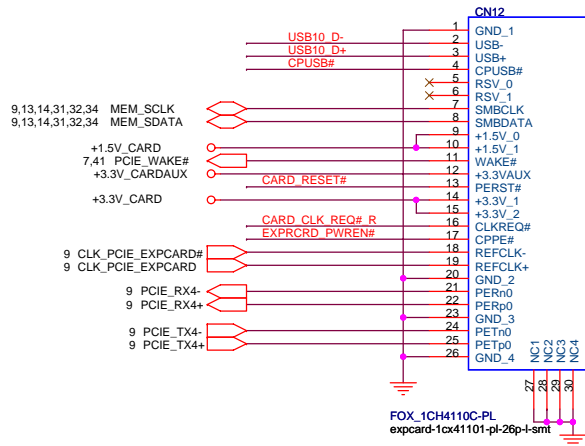 CN12
1 GND_1
USB10_D- 2 USB-
USB10_D+ 3 USB+
CPUSB# 4 CPUSB#
5 RSV_0
6 RSV_1
9,13,14,31,32,34 MEM_SCLK 7 SMBCLK
9,13,14,31,32,34 MEM_SDATA 8 SMBDATA
9 +1.5V_0
+1.5V_CARD 10 +1.5V_1
7,41 PCIE_WAKE# 11 WAKE#
+3.3V_CARDAUX 12 +3.3VAUX
CARD_RESET# 13 PERST#
+3.3V_CARD 14 +3.3V_1
15 +3.3V_2
CARD_CLK_REQ#_R 16 CLKREQ#
EXPRCRD_PWREN# 17 CPPE#
9 CLK_PCIE_EXPCARD# 18 REFCLK-
9 CLK_PCIE_EXPCARD 19 REFCLK+
20 GND_2
9 PCIE_RX4- 21 PERn0
9 PCIE_RX4+ 22 PERp0
23 GND_3
9 PCIE_TX4- 24 PETn0
9 PCIE_TX4+ 25 PETp0
26 GND_4
NC1 NC2 NC3 NC4
27 28 29 30
FOX_1CH4110C-PL
expcard-1cx41101-pl-26p-l-smt